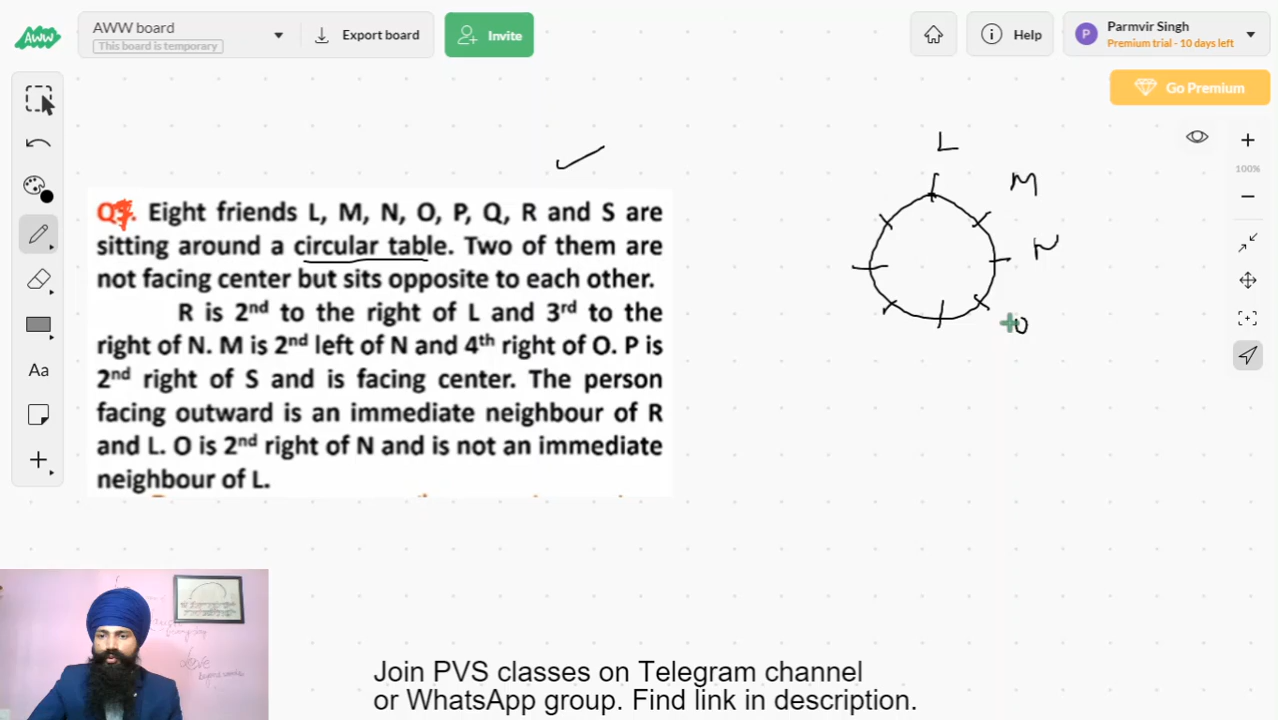 AWW
AWW board
This board is temporary
Export board
Invite
Help
P
Parmvir Singh
Premium trial - 10 days left
Go Premium
100%
Aa
L
M
N
O
Eight friends L, M, N, O, P, Q, R and S are
sitting around a circular table. Two of them are
not facing center but sits opposite to each other.
R is 2nd to the right of L and 3rd to the
right of N. M is 2nd left of N and 4th right of O. P is
2nd right of S and is facing center. The person
facing outward is an immediate neighbour of R
and L. O is 2nd right of N and is not an immediate
neighbour of L.
Join PVS classes on Telegram channel
or WhatsApp group. Find link in description.